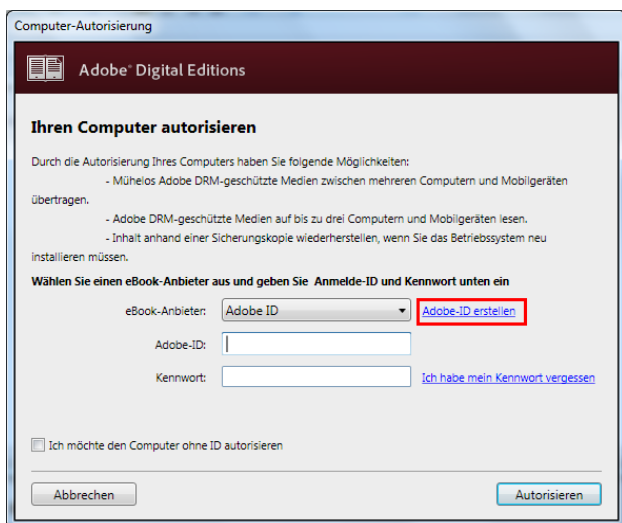 Computer-Autorisierung
Adobe® Digital Editions
Ihren Computer autorisieren
Durch die Autorisierung Ihres Computers haben Sie folgende Möglichkeiten:
- Mühelos Adobe DRM-geschützte Medien zwischen mehreren Computern und Mobilgeräten
übertragen.
- Adobe DRM-geschützte Medien auf bis zu drei Computern und Mobilgeräten lesen.
- Inhalt anhand einer Sicherungskopie wiederherstellen, wenn Sie das Betriebssystem neu
installieren müssen.
Wählen Sie einen eBook-Anbieter aus und geben Sie Anmelde-ID und Kennwort unten ein
eBook-Anbieter: Adobe ID Adobe-ID erstellen
Adobe-ID:
Kennwort: Ich habe mein Kennwort vergessen
Ich möchte den Computer ohne ID autorisieren
Abbrechen Autorisieren